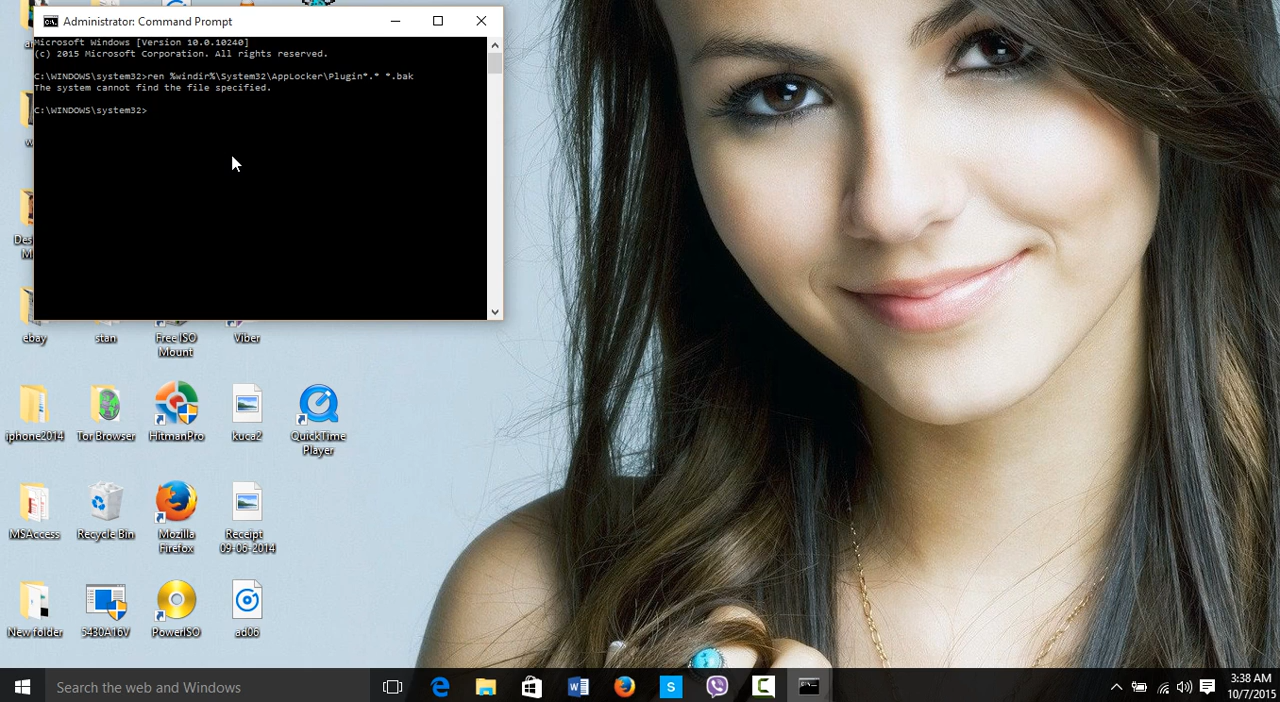 Administrator: Command Prompt
Microsoft Windows [Version 10.0.10240]
(c) 2015 Microsoft Corporation. All rights reserved.
C:\WINDOWS\system32>ren %windir%\System32\AppLocker\Plugin*.* *.bak
The system cannot find the file specified.
C:\WINDOWS\system32>
ebay
stan
Free ISO
Mount
Viber
iphone2014
Tor Browser
HitmanPro
kuca2
QuickTime
Player
MSAccess
Recycle Bin
Mozilla
Firefox
Receipt
09-06-2014
New folder
5430A16V
PowerISO
ad06
Search the web and Windows
3:38 AM
10/7/2015